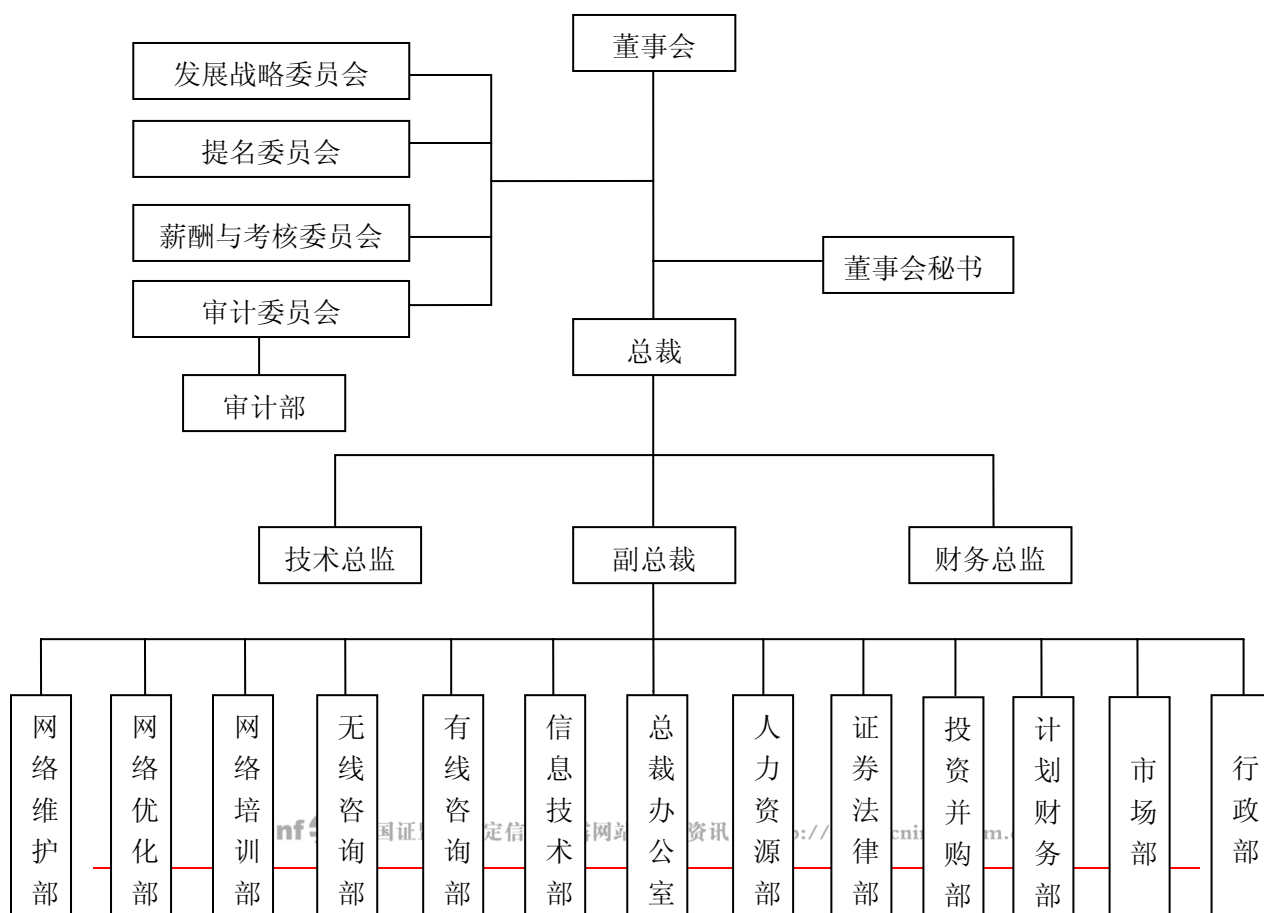 董事会
发展战略委员会
提名委员会
薪酬与考核委员会
董事会秘书
审计委员会
总裁
审计部
技术总监
副总裁
财务总监
网络维护部
网络优化部
网络培训部
无线咨询部
有线咨询部
信息技术部
总裁办公室
人力资源部
证券法律部
投资并购部
计划财务部
市场部
行政部